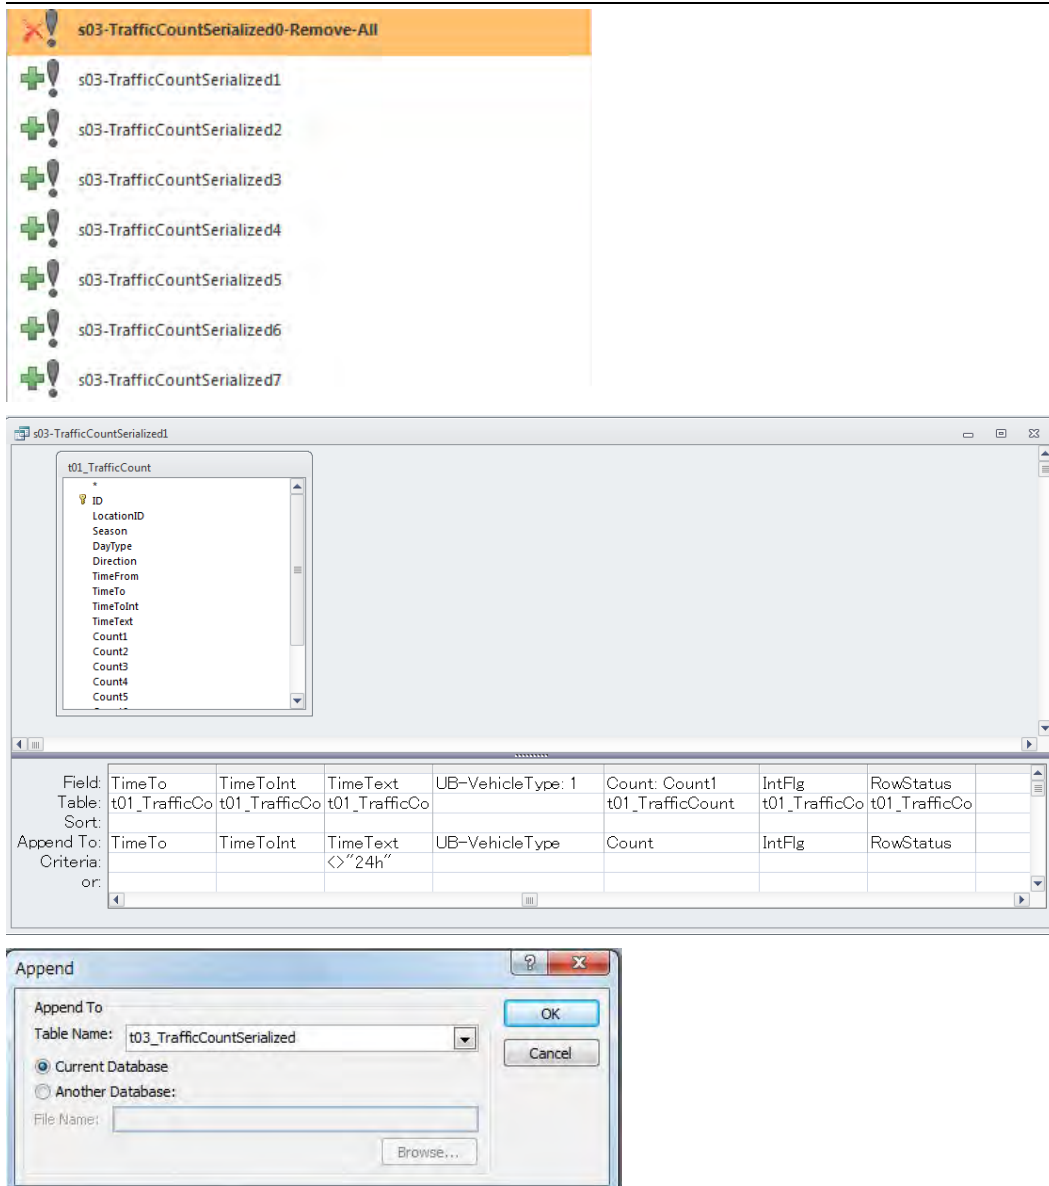 s03-TrafficCountSerialized0-Remove-All
s03-TrafficCountSerialized1
s03-TrafficCountSerialized2
s03-TrafficCountSerialized3
s03-TrafficCountSerialized4
s03-TrafficCountSerialized5
s03-TrafficCountSerialized6
s03-TrafficCountSerialized7
s03-TrafficCountSerialized1
t01_TrafficCount
*
ID
LocationID
Season
DayType
Direction
TimeFrom
TimeTo
TimeToInt
TimeText
Count1
Count2
Count3
Count4
Count5
Field: TimeTo TimeToInt TimeText UB-VehicleType: 1 Count: Count1 IntFlg RowStatus
Table: t01_TrafficCo t01_TrafficCo t01_TrafficCo t01_TrafficCount t01_TrafficCo t01_TrafficCo
Sort:
Append To: TimeTo TimeToInt TimeText UB-VehicleType Count IntFlg RowStatus
Criteria: <>"24h"
or:
Append
Append To
OK
Table Name: t03_TrafficCountSerialized
Cancel
Current Database
Another Database:
File Name:
Browse...